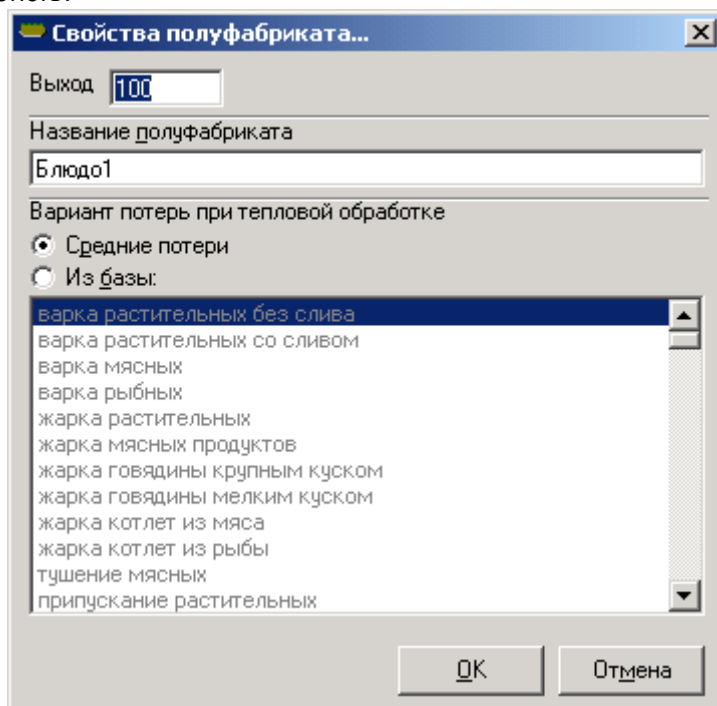 Свойства полуфабриката...
Выход 100
Название полуфабриката
Блюдо1
Вариант потерь при тепловой обработке
Средние потери
Из базы:
варка растительных без слива
варка растительных со сливом
варка мясных
варка рыбных
жарка растительных
жарка мясных продуктов
жарка говядины крупным куском
жарка говядины мелким куском
жарка котлет из мяса
жарка котлет из рыбы
тушение мясных
припускание растительных
OK Отмена